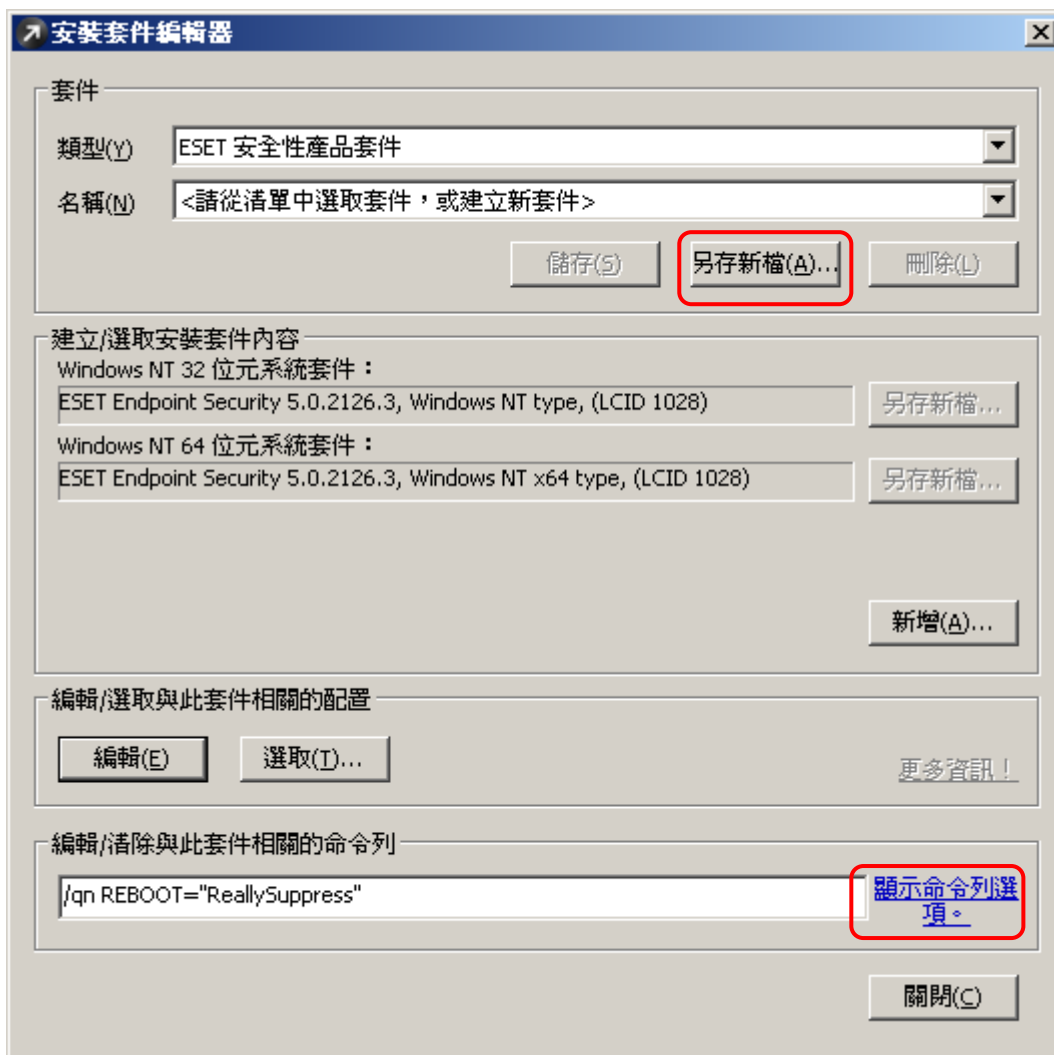 安裝套件編輯器
套件
類型(Y)
ESET 安全性產品套件
名稱(N)
<請從清單中選取套件，或建立新套件>
儲存(S)
另存新檔(A)...
刪除(L)
建立/選取安裝套件內容
Windows NT 32 位元系統套件：
ESET Endpoint Security 5.0.2126.3, Windows NT type, (LCID 1028)
另存新檔...
Windows NT 64 位元系統套件：
ESET Endpoint Security 5.0.2126.3, Windows NT x64 type, (LCID 1028)
另存新檔...
新增(A)...
編輯/選取與此套件相關的配置
編輯(E)
選取(T)...
更多資訊！
編輯/清除與此套件相關的命令列
/qn REBOOT="ReallySuppress"
顯示命令列選
項。
關閉(C)